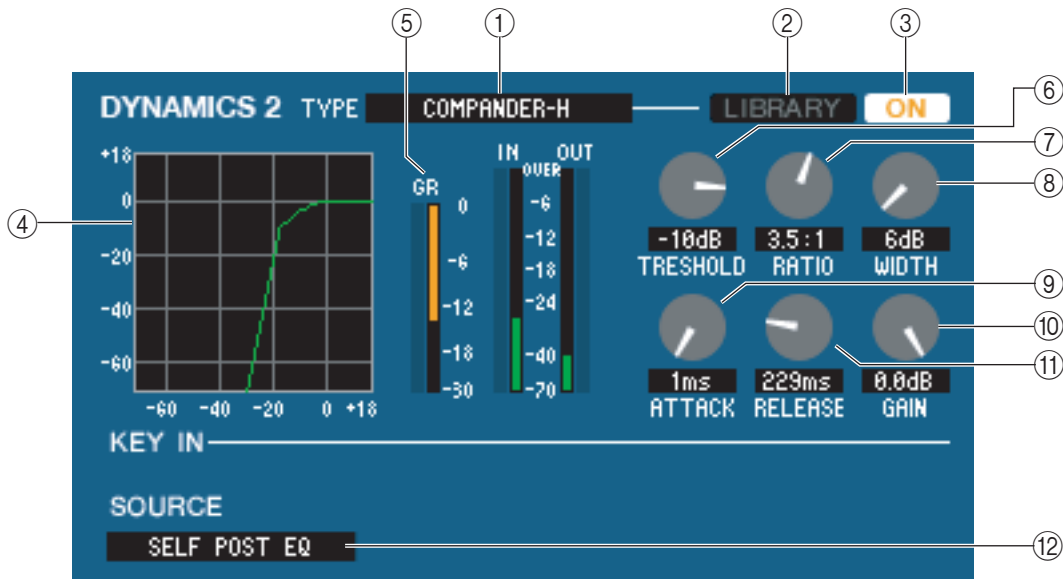 ⑤ ① ② ③
DYNAMICS 2 TYPE COMPANDER-H LIBRARY ON
⑥
⑦
⑧
④
+18
0
-20
-40
-60
-60 -40 -20 0 +18
GR
0
-6
-12
-18
-30
IN OUT
OVER
-6
-12
-18
-24
-40
-70
-10dB 3.5:1 6dB
TRESHOLD RATIO WIDTH
⑨
⑩
⑪
1ms 229ms 0.0dB
ATTACK RELEASE GAIN
KEY IN
SOURCE
SELF POST EQ
⑫